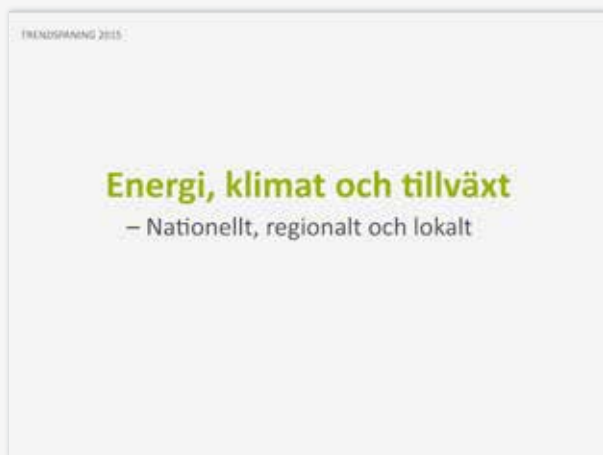 TRENDSPANING 2015
Energi, klimat och tillväxt
– Nationellt, regionalt och lokalt